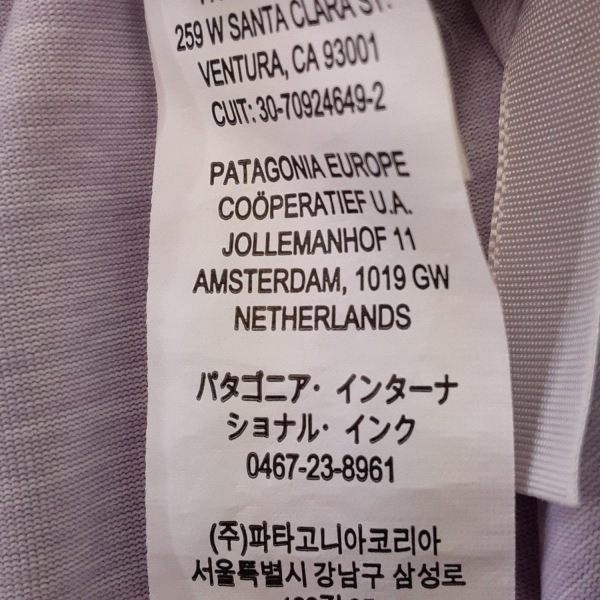 259 W SANTA CLARA ST.
VENTURA, CA 93001
CUIT: 30-70924649-2
PATAGONIA EUROPE
COÖPERATIEF U.A.
JOLLEMANHOF 11
AMSTERDAM, 1019 GW
NETHERLANDS
パタゴニア・インターナ
ショナル・インク
0467-23-8961
(주)파타고니아코리아
서울특별시 강남구 삼성로